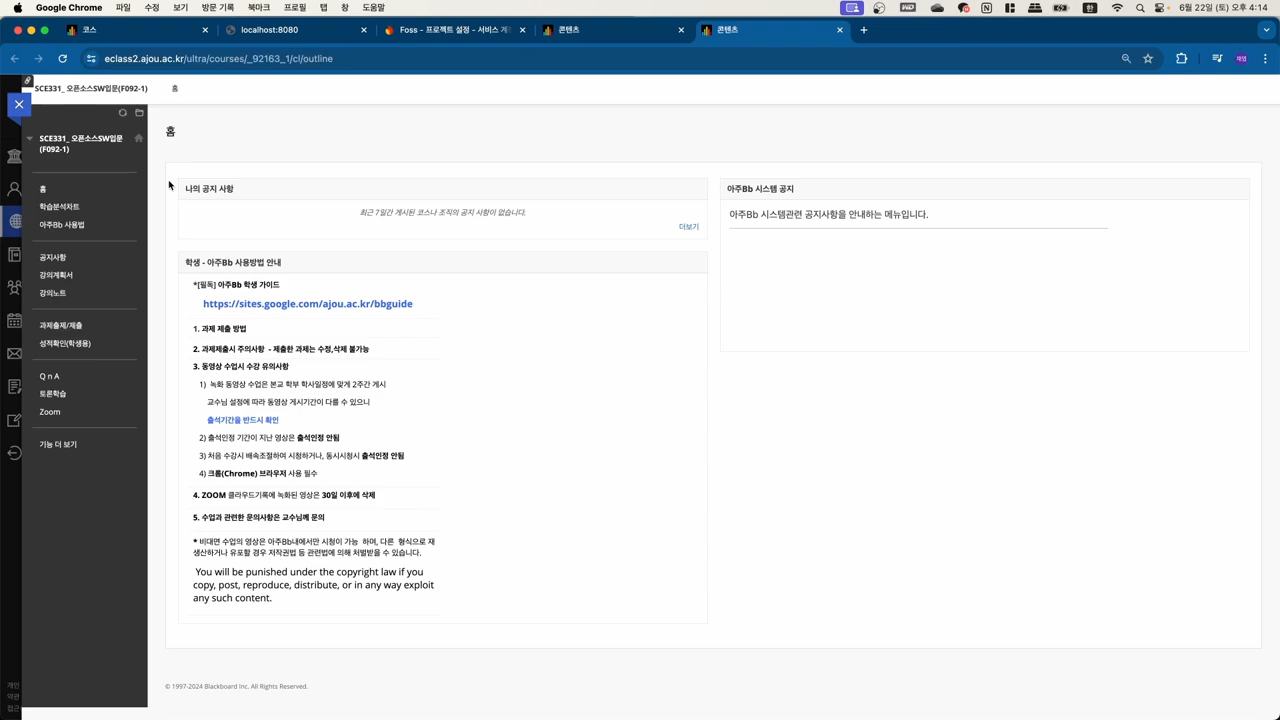 Google Chrome 파일 수정 보기 방문 기록 북마크 프로필 탭 창 도움말
6월 22일 (토) 오후 4:14
코스
localhost:8080
Foss - 프로젝트 설정 - 서비스 계
콘텐츠
콘텐츠
eclass2.ajou.ac.kr/ultra/courses/_92163_1/cl/outline
SCE331_ 오픈소스SW입문(F092-1)
홈
SCE331_ 오픈소스SW입문
(F092-1)
홈
학습분석차트
아주Bb 사용법
공지사항
강의계획서
강의노트
과제출제/제출
성적확인(학생용)
Q n A
토론학습
Zoom
기능 더 보기
개인
약관
접근
홈
나의 공지 사항
최근 7일간 게시된 코스나 조직의 공지 사항이 없습니다.
더보기
학생 - 아주Bb 사용방법 안내
*[필독] 아주Bb 학생 가이드
https://sites.google.com/ajou.ac.kr/bbguide
1. 과제 제출 방법
2. 과제제출시 주의사항 - 제출한 과제는 수정,삭제 불가능
3. 동영상 수업시 수강 유의사항
1) 녹화 동영상 수업은 본교 학부 학사일정에 맞게 2주간 게시
교수님 설정에 따라 동영상 게시기간이 다를 수 있으니
출석기간을 반드시 확인
2) 출석인정 기간이 지난 영상은 출석인정 안됨
3) 처음 수강시 배속조절하여 시청하거나, 동시시청시 출석인정 안됨
4) 크롬(Chrome) 브라우저 사용 필수
4. ZOOM 클라우드기록에 녹화된 영상은 30일 이후에 삭제
5. 수업과 관련한 문의사항은 교수님께 문의
* 비대면 수업의 영상은 아주Bb내에서만 시청이 가능 하며, 다른 형식으로 재
생산하거나 유포할 경우 저작권법 등 관련법에 의해 처벌받을 수 있습니다.
You will be punished under the copyright law if you
copy, post, reproduce, distribute, or in any way exploit
any such content.
아주Bb 시스템 공지
아주Bb 시스템관련 공지사항을 안내하는 메뉴입니다.
© 1997-2024 Blackboard Inc. All Rights Reserved.